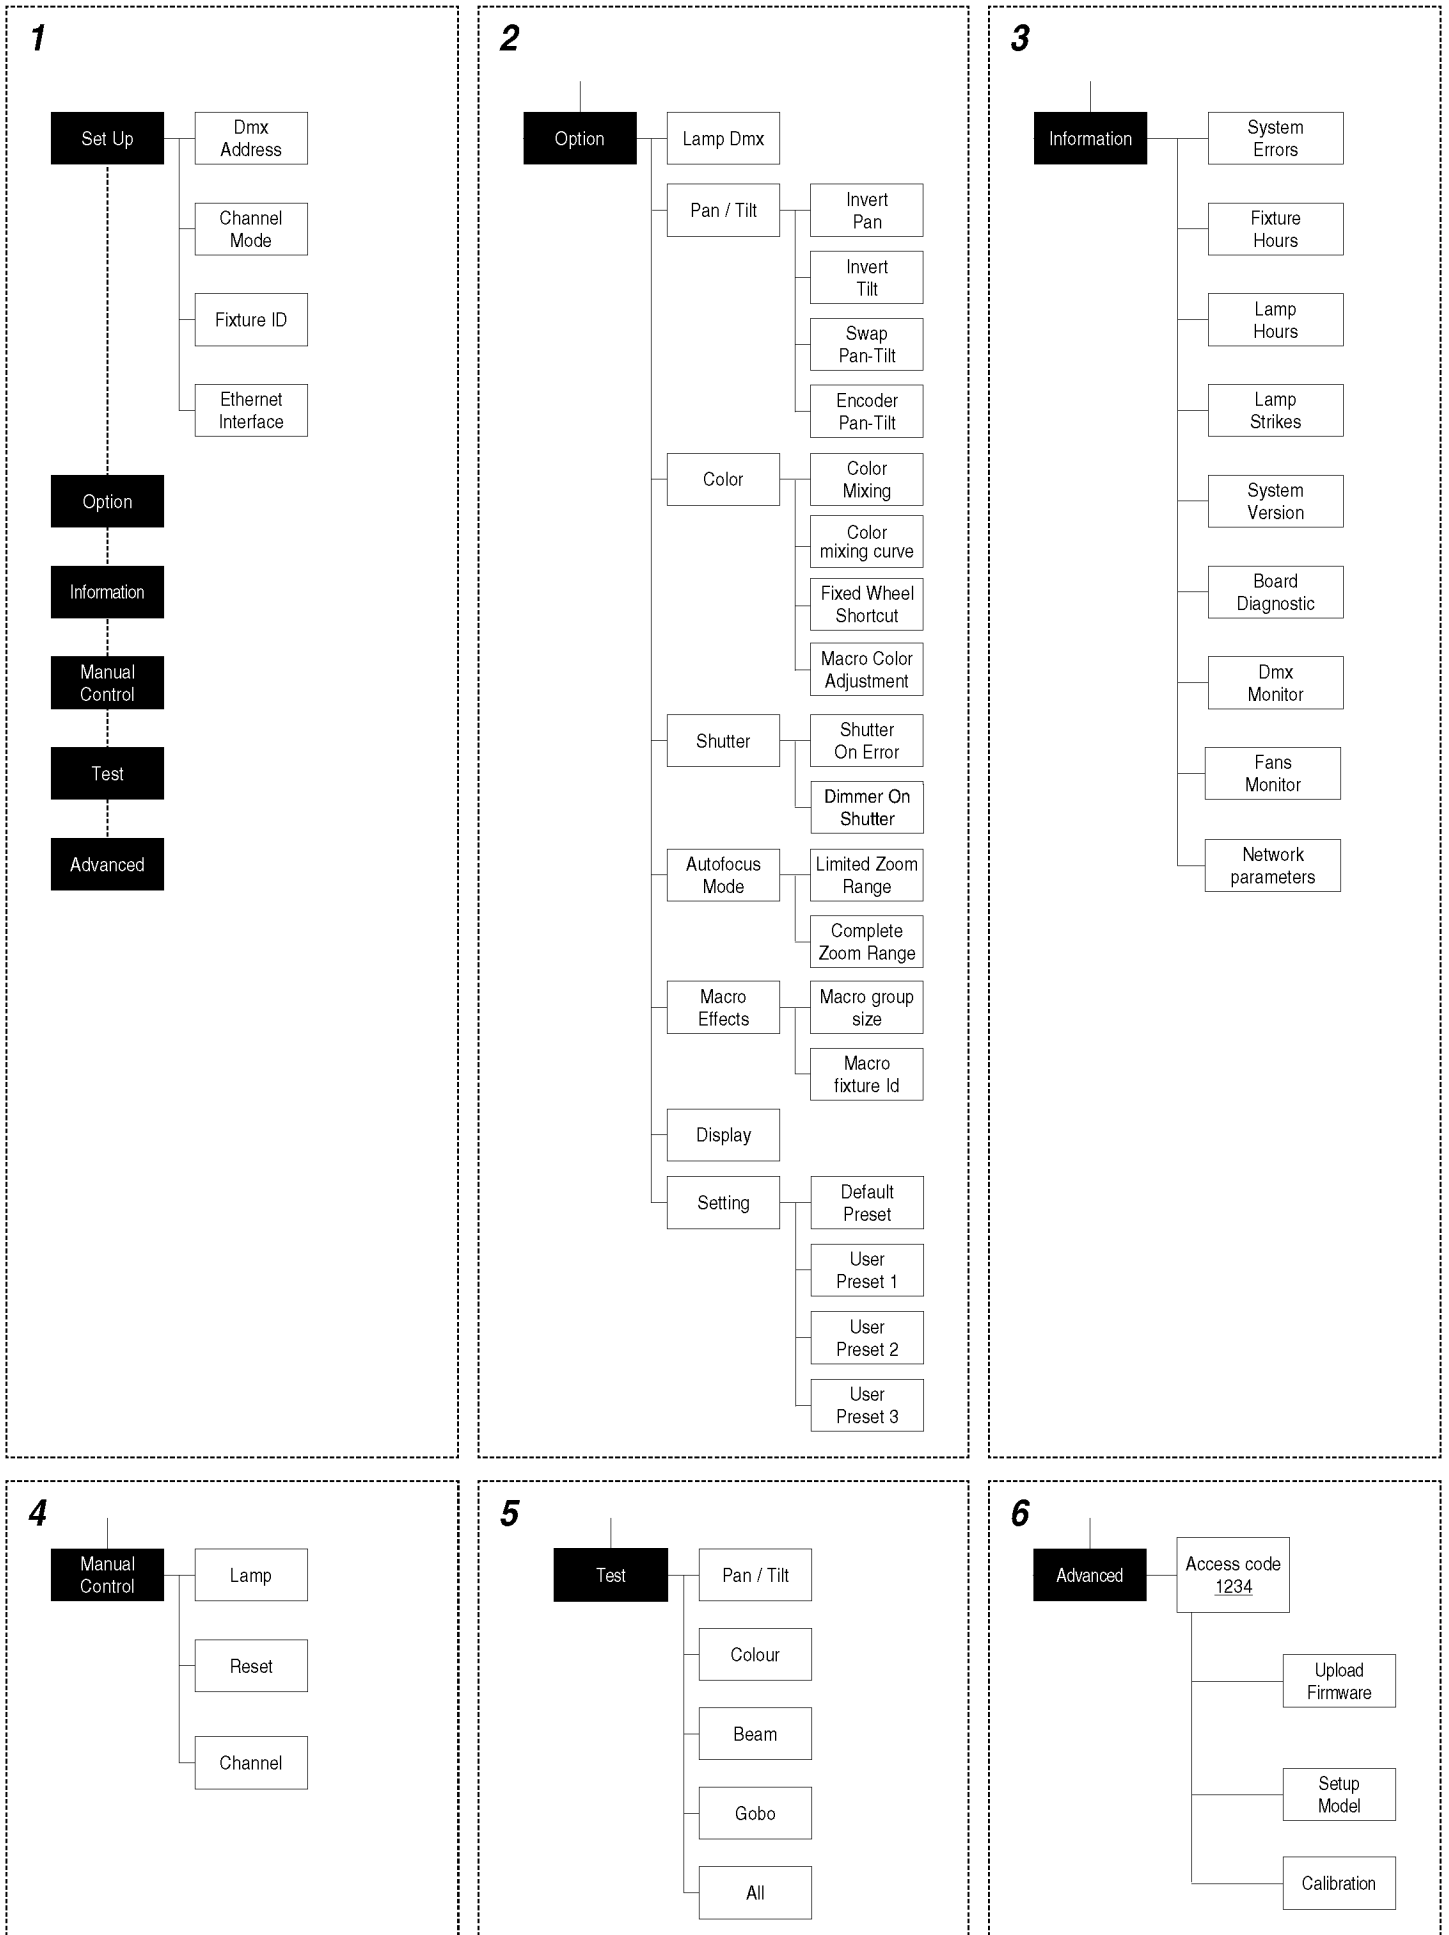 1
Set Up
Dmx
Address
Channel
Mode
Fixture ID
Ethernet
Interface
Option
Information
Manual
Control
Test
Advanced
2
Option
Lamp Dmx
Pan / Tilt
Invert
Pan
Invert
Tilt
Swap
Pan-Tilt
Encoder
Pan-Tilt
Color
Color
Mixing
Color
mixing curve
Fixed Wheel
Shortcut
Macro Color
Adjustment
Shutter
Shutter
On Error
Dimmer On
Shutter
Autofocus
Mode
Limited Zoom
Range
Complete
Zoom Range
Macro
Effects
Macro group
size
Macro
fixture Id
Display
Setting
Default
Preset
User
Preset 1
User
Preset 2
User
Preset 3
3
Information
System
Errors
Fixture
Hours
Lamp
Hours
Lamp
Strikes
System
Version
Board
Diagnostic
Dmx
Monitor
Fans
Monitor
Network
parameters
4
Manual
Control
Lamp
Reset
Channel
5
Test
Pan / Tilt
Colour
Beam
Gobo
All
6
Advanced
Access code
1234
Upload
Firmware
Setup
Model
Calibration